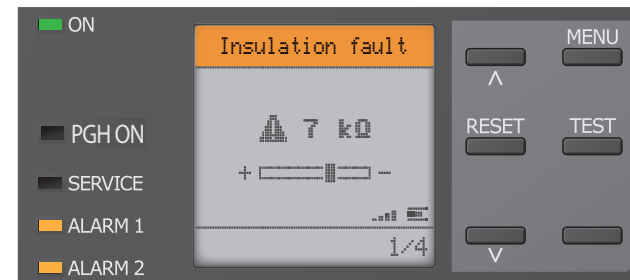 ON
MENU
Insulation fault
PGH ON
7 kΩ
RESET
TEST
SERVICE
+ -
ALARM 1
1/4
ALARM 2